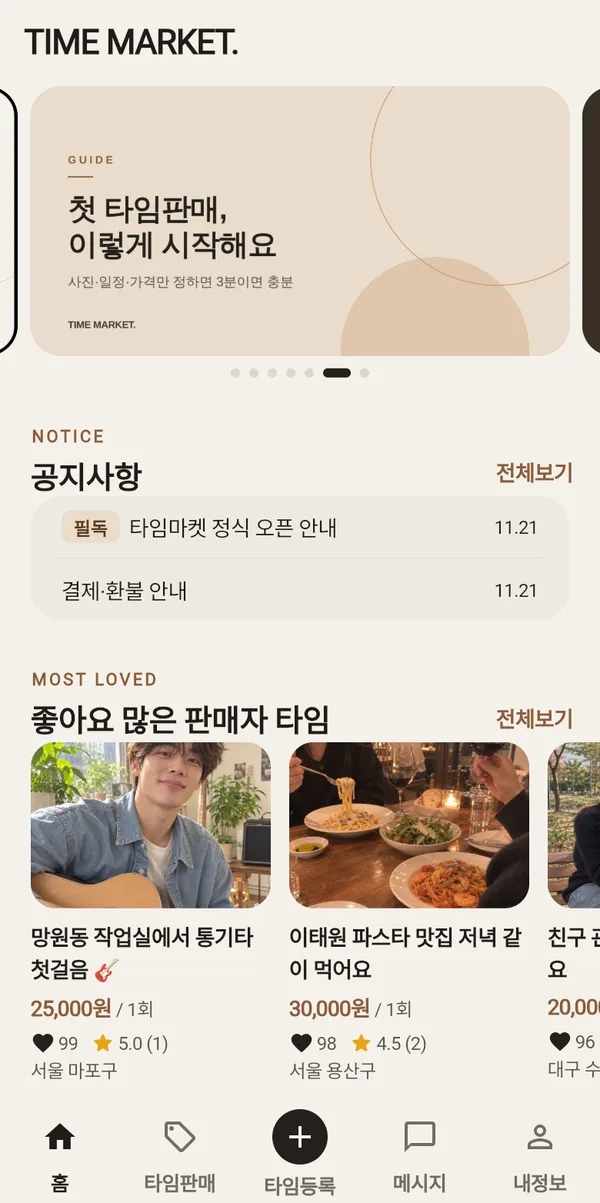 TIME MARKET.
GUIDE
첫 타임판매,
이렇게 시작해요
사진·일정·가격만 정하면 3분이면 충분
TIME MARKET.
NOTICE
공지사항 전체보기
필독 타임마켓 정식 오픈 안내 11.21
결제·환불 안내 11.21
MOST LOVED
좋아요 많은 판매자 타임 전체보기
망원동 작업실에서 통기타
첫걸음 🎸
25,000원 / 1회
99 5.0 (1)
서울 마포구
이태원 파스타 맛집 저녁 같
이 먹어요
30,000원 / 1회
98 4.5 (2)
서울 용산구
친구
요
20,00
96
대구 수
홈 타임판매 타임등록 메시지 내정보